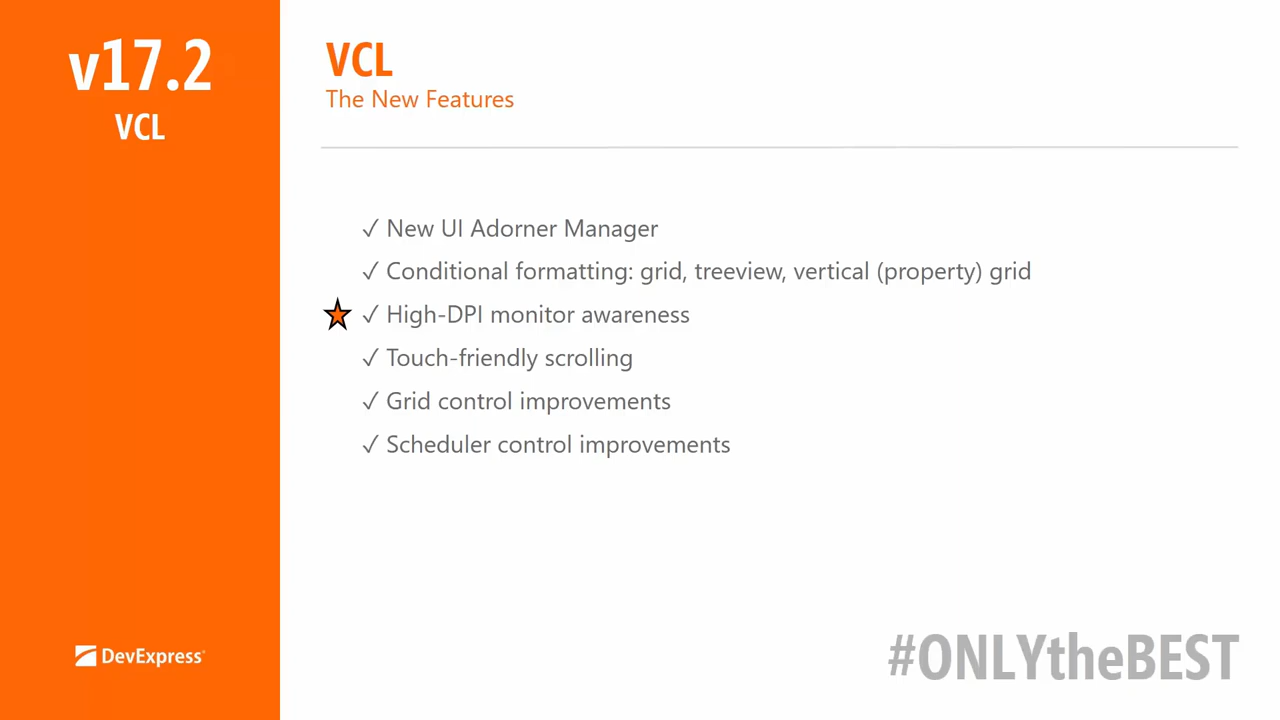 v17.2
VCL
VCL
The New Features
✓ New UI Adorner Manager
✓ Conditional formatting: grid, treeview, vertical (property) grid
✓ High-DPI monitor awareness
✓ Touch-friendly scrolling
✓ Grid control improvements
✓ Scheduler control improvements
DevExpress
#ONLYtheBEST